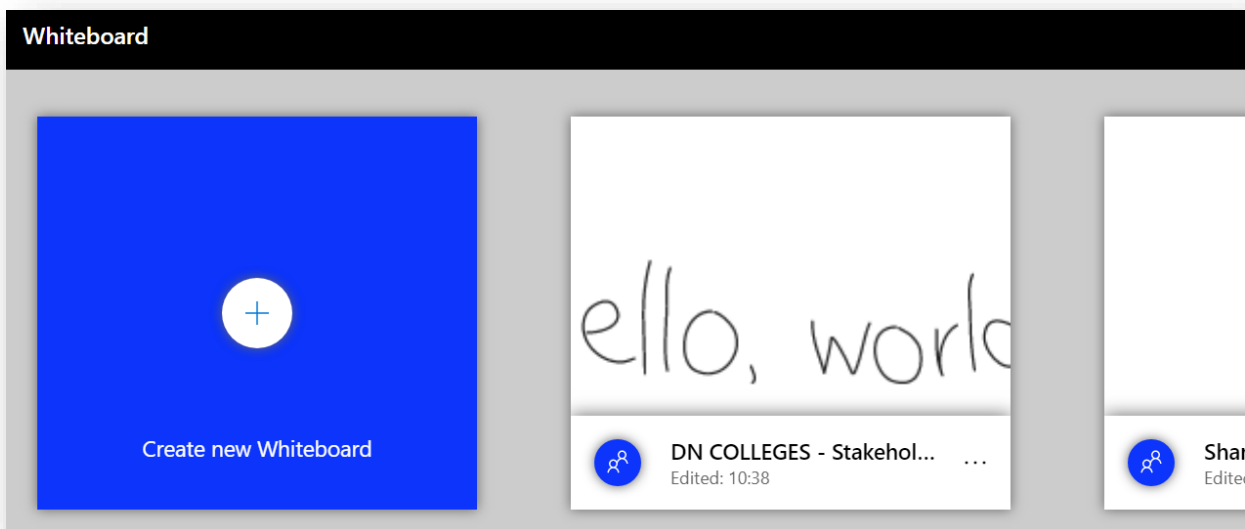 Whiteboard
ello, worl
Create new Whiteboard
DN COLLEGES - Stakehol...
Edited: 10:38
Shar
Edite